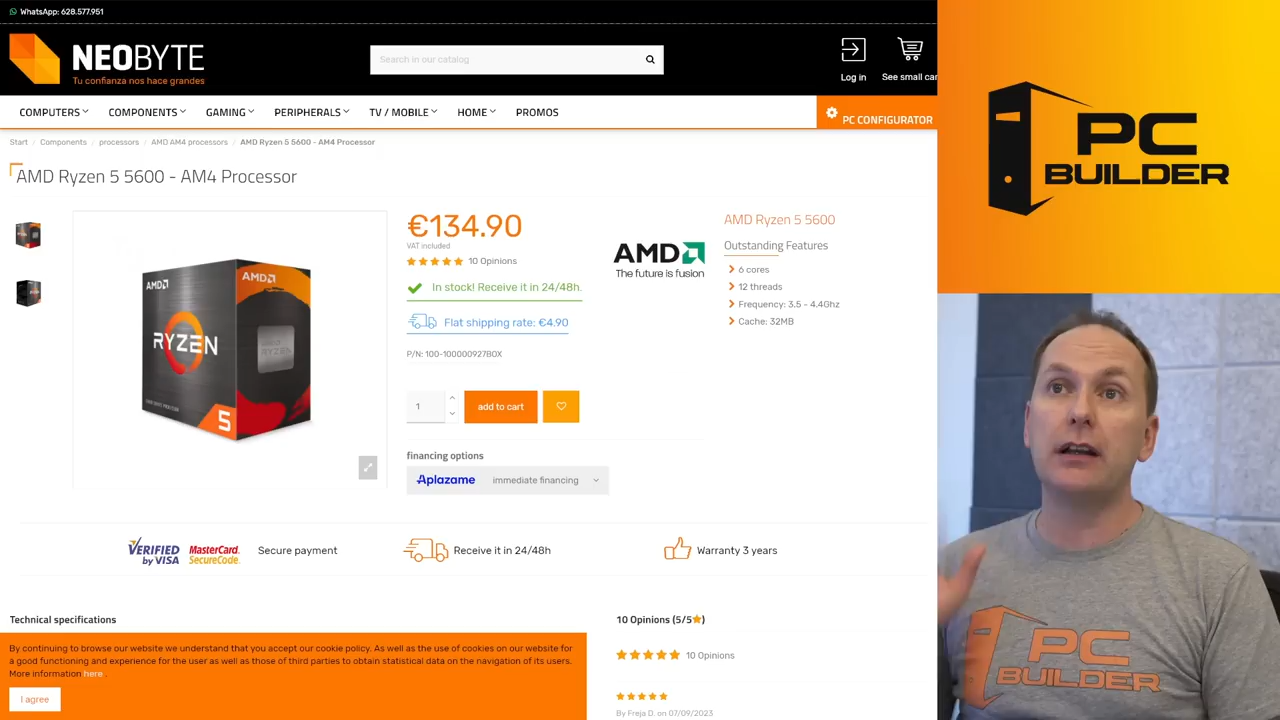 WhatsApp: 628.577.951
NEOBYTE
Tu confianza nos hace grandes
Search in our catalog
Log in
See small car
COMPUTERS
COMPONENTS
GAMING
PERIPHERALS
TV / MOBILE
HOME
PROMOS
PC CONFIGURATOR
Start / Components / processors / AMD AM4 processors / AMD Ryzen 5 5600 - AM4 Processor
AMD Ryzen 5 5600 - AM4 Processor
AMD
AMD
RYZEN
RYZEN
5
€134.90
VAT included
10 Opinions
In stock! Receive it in 24/48h.
Flat shipping rate: €4.90
P/N: 100-100000927BOX
1
add to cart
financing options
Aplazame
immediate financing
AMD
The future is fusion
AMD Ryzen 5 5600
Outstanding Features
6 cores
12 threads
Frequency: 3.5 - 4.4Ghz
Cache: 32MB
VERIFIED
by VISA
MasterCard.
SecureCode.
Secure payment
Receive it in 24/48h
Warranty 3 years
Technical specifications
10 Opinions (5/5★)
10 Opinions
By Freja D. on 07/09/2023
By continuing to browse our website we understand that you accept our cookie policy. As well as the use of cookies on our website for
a good functioning and experience for the user as well as those of third parties to obtain statistical data on the navigation of its users.
More information here .
I agree
PC
BUILDER
PC
BUILDER